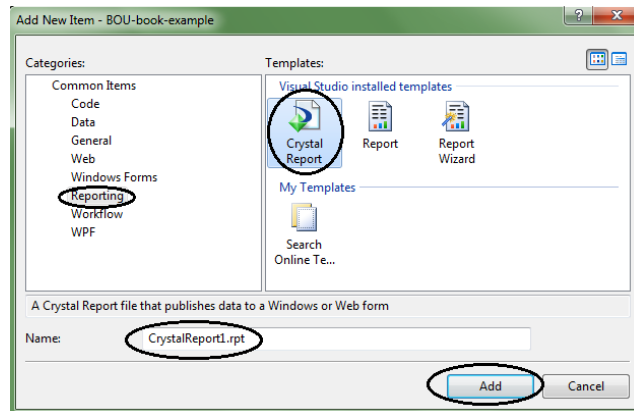 Add New Item - BOU-book-example
Categories:
Templates:
Common Items
Code
Data
General
Web
Windows Forms
Reporting
Workflow
WPF
Visual Studio installed templates
Crystal Report
Report
Report Wizard
My Templates
Search Online Te...
A Crystal Report file that publishes data to a Windows or Web form
Name:
CrystalReport1.rpt
Add
Cancel